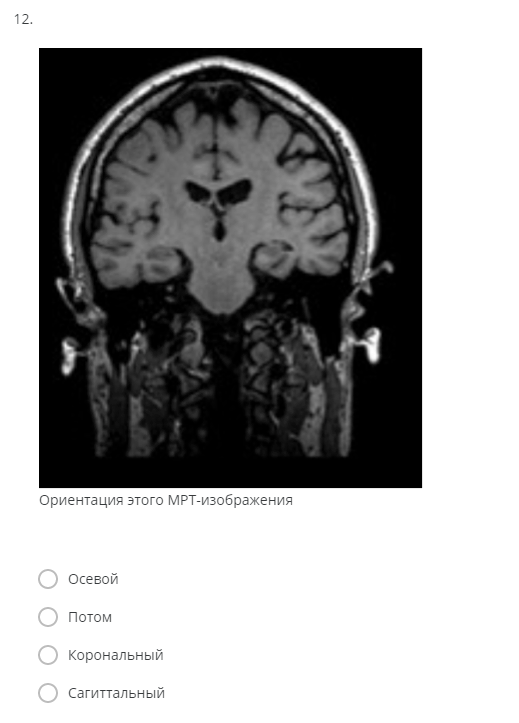 12.
Ориентация этого МРТ-изображения
Осевой
Потом
Корональный
Сагиттальный